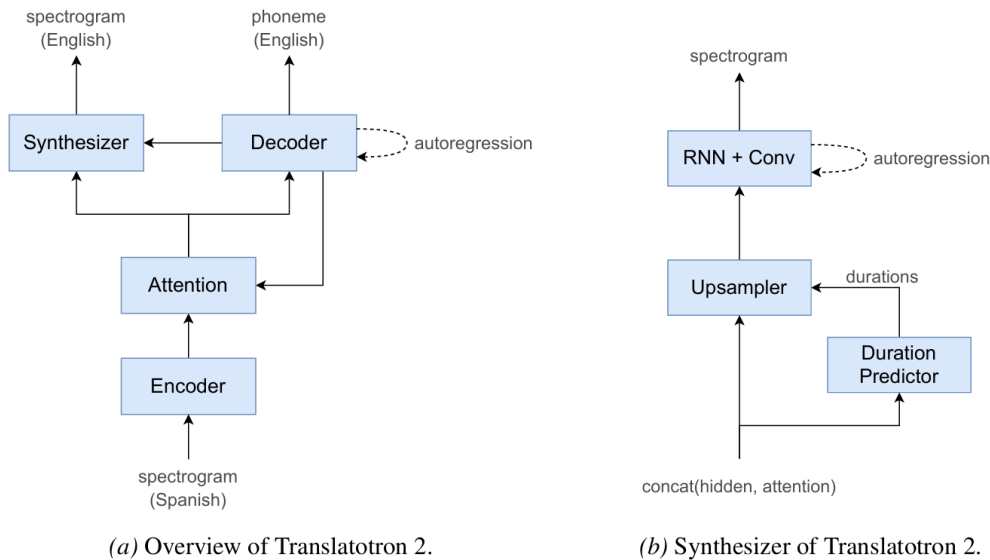 spectrogram
(English)
phoneme
(English)
Synthesizer
Decoder
autoregression
Attention
Encoder
spectrogram
(Spanish)
(a) Overview of Translatotron 2.
spectrogram
RNN + Conv
autoregression
Upsampler
durations
Duration
Predictor
concat(hidden, attention)
(b) Synthesizer of Translatotron 2.